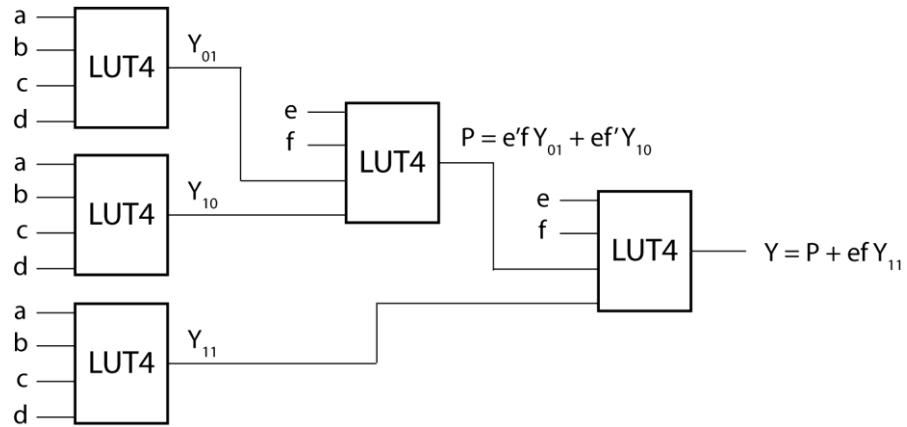 a
b
c
d
LUT4
Y₀₁
a
b
c
d
LUT4
Y₁₀
a
b
c
d
LUT4
Y₁₁
e
f
LUT4
P = e'f Y₀₁ + ef' Y₁₀
e
f
LUT4
Y = P + ef Y₁₁